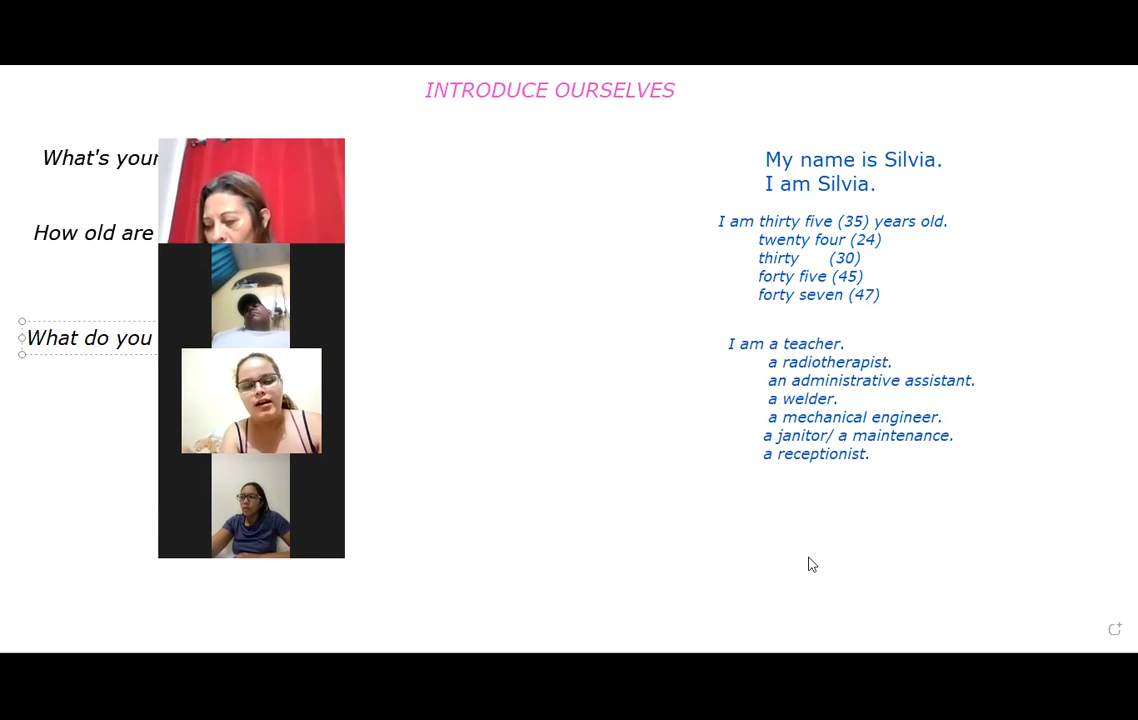 INTRODUCE OURSELVES
What's your
My name is Silvia.
I am Silvia.
How old are
I am thirty five (35) years old.
twenty four (24)
thirty (30)
forty five (45)
forty seven (47)
What do you
I am a teacher.
a radiotherapist.
an administrative assistant.
a welder.
a mechanical engineer.
a janitor/ a maintenance.
a receptionist.